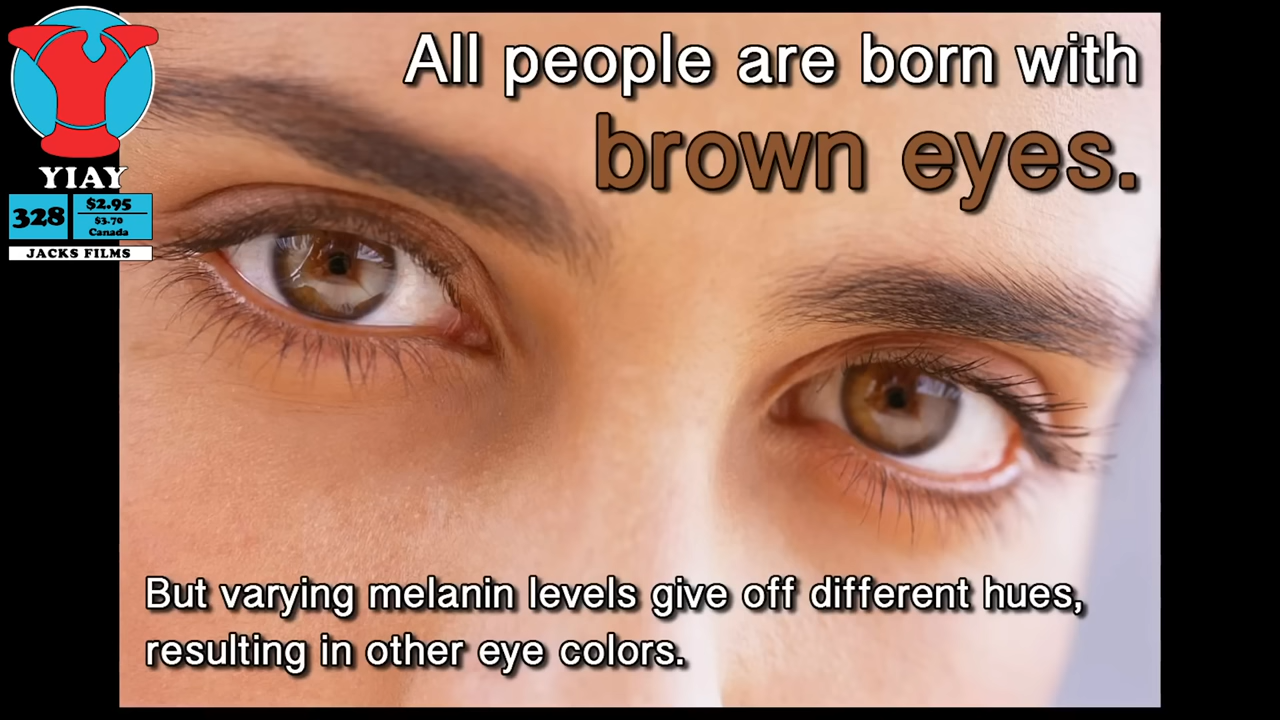 All people are born with
brown eyes.
YIAY
328
$2.95
$3.70
Canada
JACKS FILMS
But varying melanin levels give off different hues,
resulting in other eye colors.